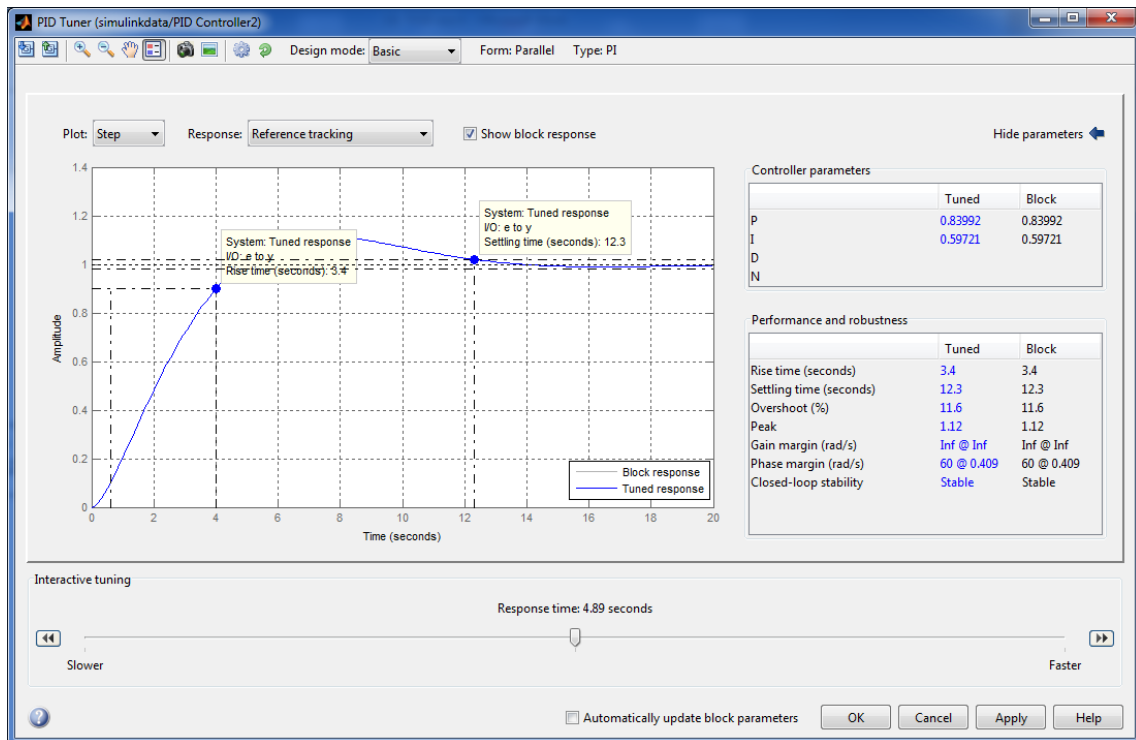 PID Tuner (simulinkdata/PID Controller2)
Design mode: Basic Form: Parallel Type: PI
Plot: Step Response: Reference tracking Show block response Hide parameters
1.4
1.2
1
0.8
0.6
0.4
0.2
0
Amplitude
System: Tuned response
I/O: e to y
Rise time (seconds): 3.4
System: Tuned response
I/O: e to y
Settling time (seconds): 12.3
Block response
Tuned response
0 2 4 6 8 10 12 14 16 18 20
Time (seconds)
Controller parameters
Tuned Block
P 0.83992 0.83992
I 0.59721 0.59721
D
N
Performance and robustness
Tuned Block
Rise time (seconds) 3.4 3.4
Settling time (seconds) 12.3 12.3
Overshoot (%) 11.6 11.6
Peak 1.12 1.12
Gain margin (rad/s) Inf @ Inf Inf @ Inf
Phase margin (rad/s) 60 @ 0.409 60 @ 0.409
Closed-loop stability Stable Stable
Interactive tuning
Response time: 4.89 seconds
Slower Faster
Automatically update block parameters OK Cancel Apply Help